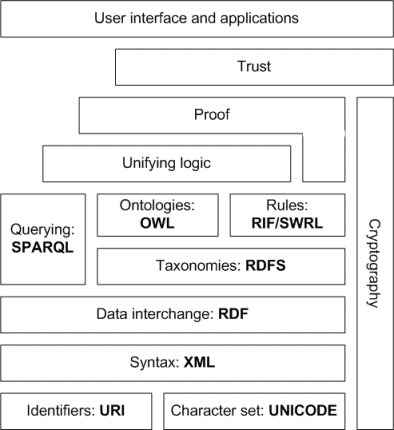 User interface and applications
Trust
Proof
Unifying logic
Querying:
SPARQL
Ontologies:
OWL
Rules:
RIF/SWRL
Taxonomies: RDFS
Cryptography
Data interchange: RDF
Syntax: XML
Identifiers: URI
Character set: UNICODE